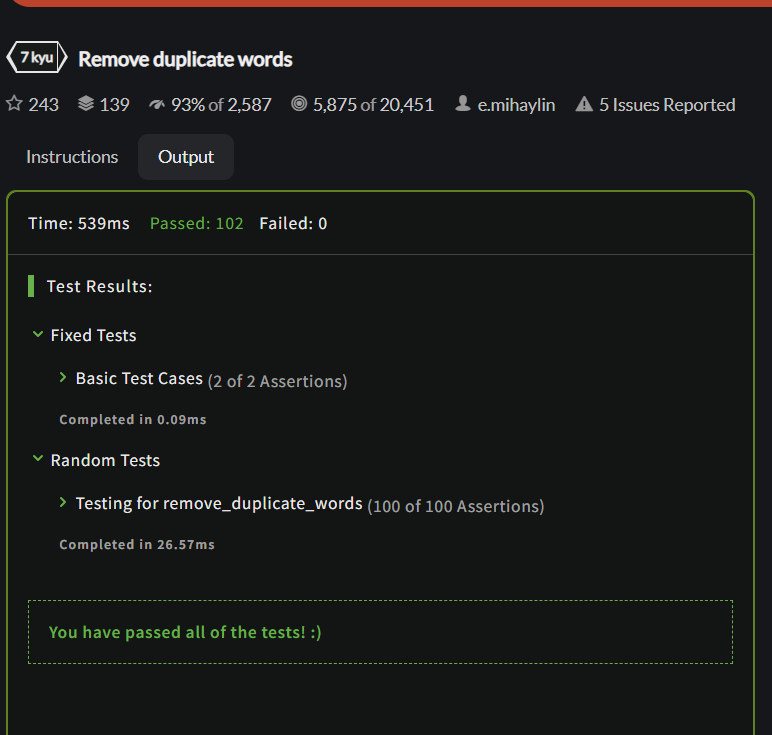 7 kyu Remove duplicate words
243 139 93% of 2,587 5,875 of 20,451 e.mihaylin 5 Issues Reported
Instructions Output
Time: 539ms Passed: 102 Failed: 0
Test Results:
Fixed Tests
Basic Test Cases (2 of 2 Assertions)
Completed in 0.09ms
Random Tests
Testing for remove_duplicate_words (100 of 100 Assertions)
Completed in 26.57ms
You have passed all of the tests! :)